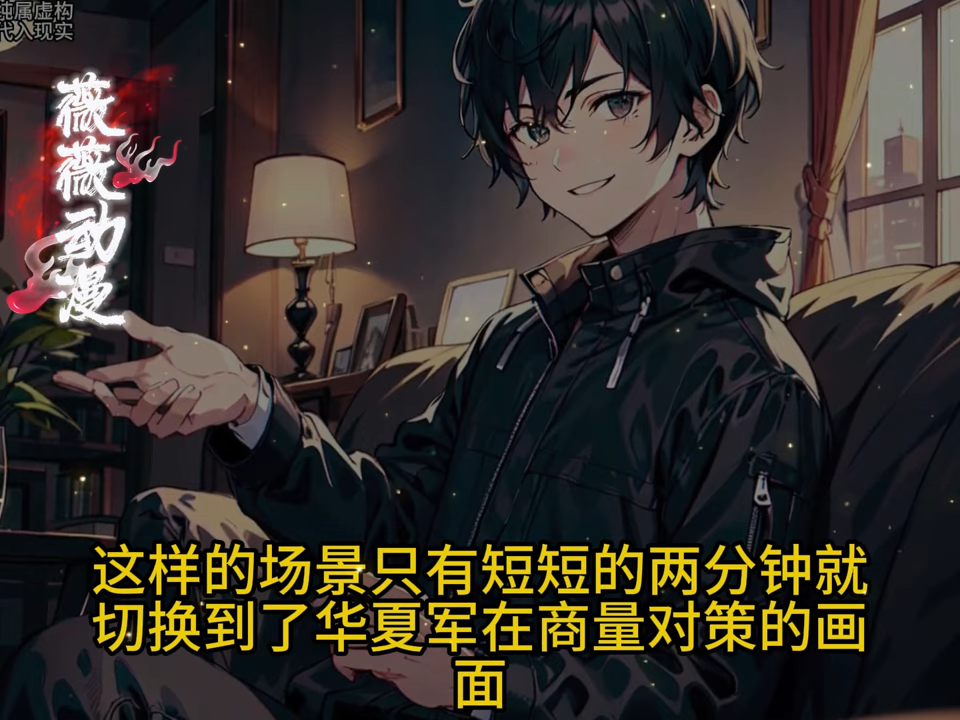 纯属虚构
代入现实
薇薇动漫
这样的场景只有短短的两分钟就
切换到了华夏军在商量对策的画
面